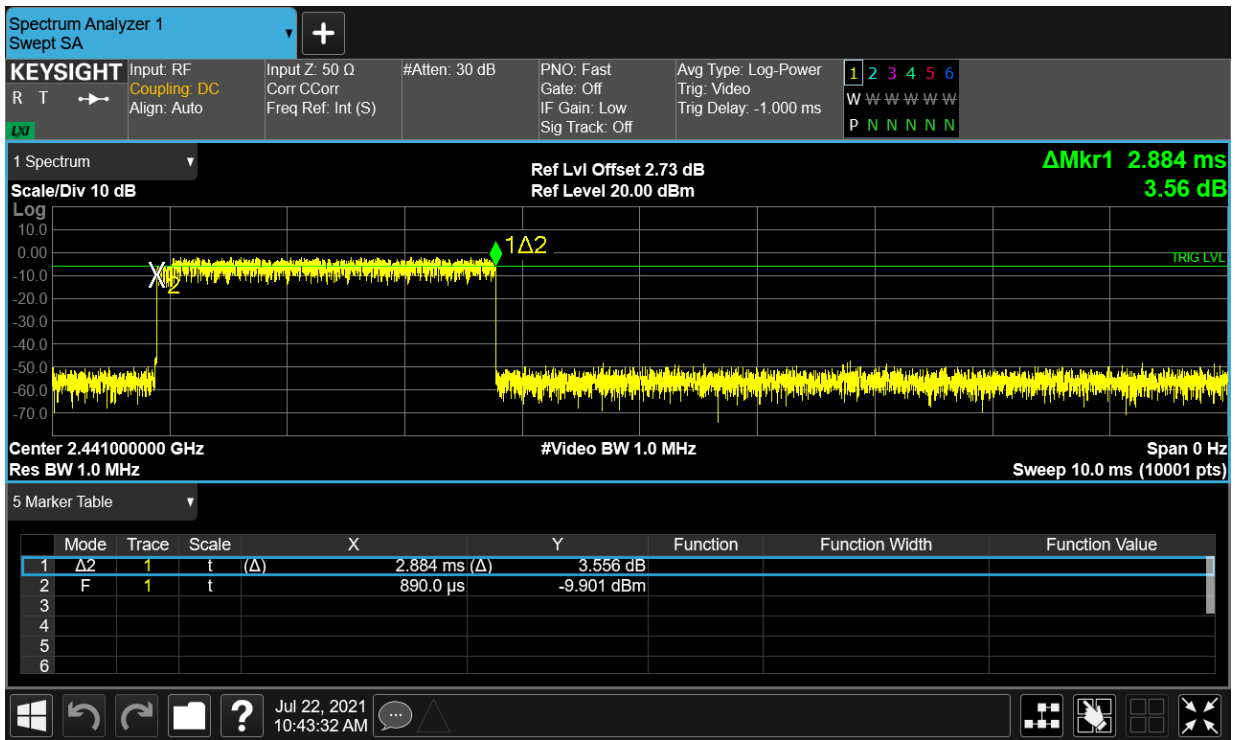 Spectrum Analyzer 1
Swept SA
KEYSIGHT
R T
LXI
Input: RF
Coupling: DC
Align: Auto
Input Z: 50 Ω
Corr CCorr
Freq Ref: Int (S)
#Atten: 30 dB
PNO: Fast
Gate: Off
IF Gain: Low
Sig Track: Off
Avg Type: Log-Power
Trig: Video
Trig Delay: -1.000 ms
1 2 3 4 5 6
W W W W W W
P N N N N N
1 Spectrum
Scale/Div 10 dB
Ref Lvl Offset 2.73 dB
Ref Level 20.00 dBm
ΔMkr1 2.884 ms
3.56 dB
Log
10.0
0.00
-10.0
-20.0
-30.0
-40.0
-50.0
-60.0
-70.0
1Δ2
2
TRIG LVL
Center 2.441000000 GHz
Res BW 1.0 MHz
#Video BW 1.0 MHz
Span 0 Hz
Sweep 10.0 ms (10001 pts)
5 Marker Table
Mode Trace Scale X Y Function Function Width Function Value
1 Δ2 1 t (Δ) 2.884 ms (Δ) 3.556 dB
2 F 1 t 890.0 µs -9.901 dBm
3
4
5
6
?
Jul 22, 2021
10:43:32 AM